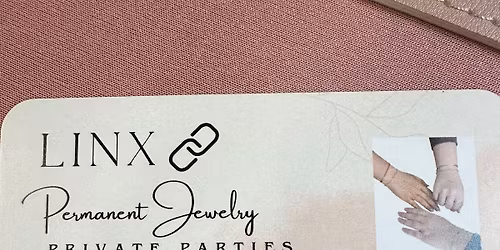 LINX
Permanent Jewelry
PRIVATE PARTIES